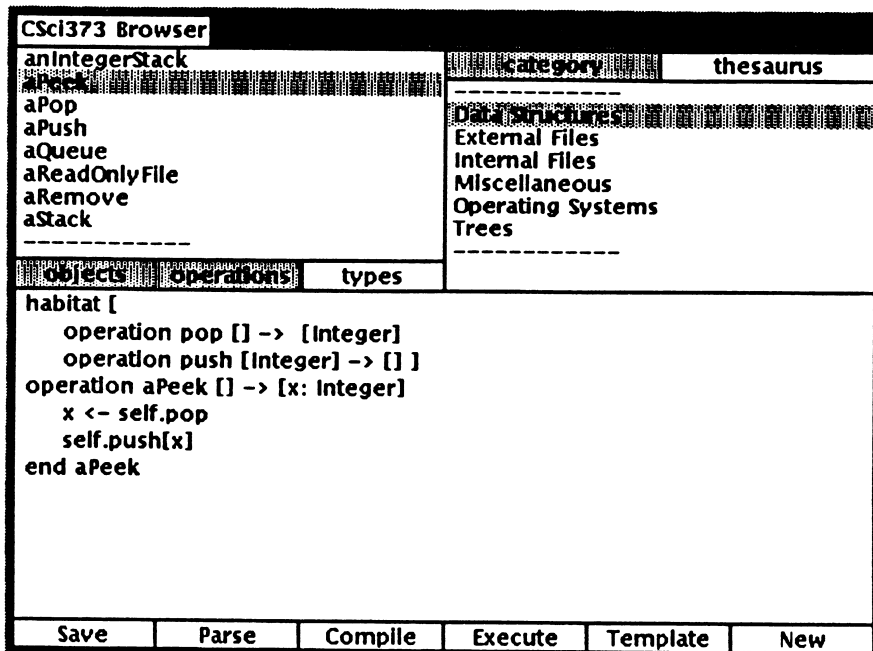 CSci373 Browser
anIntegerStack
aPeek
aPop
aPush
aQueue
aReadOnlyFile
aRemove
aStack
-------------
objects operations types
category thesaurus
-------------
Data Structures
External Files
Internal Files
Miscellaneous
Operating Systems
Trees
-------------
habitat [
operation pop [] -> [Integer]
operation push [Integer] -> [] ]
operation aPeek [] -> [x: Integer]
x <- self.pop
self.push[x]
end aPeek
Save Parse Compile Execute Template New